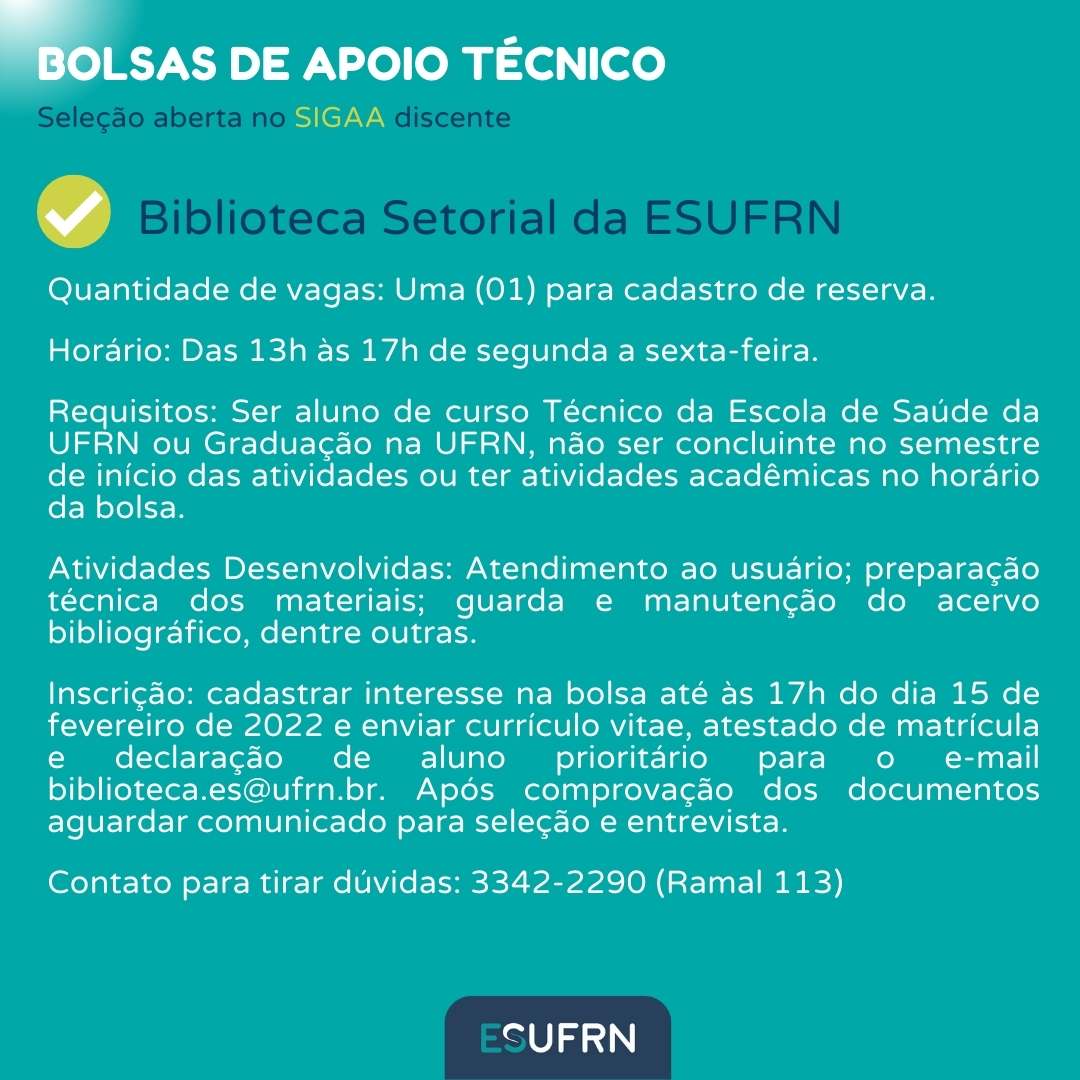 BOLSAS DE APOIO TÉCNICO
Seleção aberta no SIGAA discente
Biblioteca Setorial da ESUFRN
Quantidade de vagas: Uma (01) para cadastro de reserva.
Horário: Das 13h às 17h de segunda a sexta-feira.
Requisitos: Ser aluno de curso Técnico da Escola de Saúde da
UFRN ou Graduação na UFRN, não ser concluinte no semestre
de início das atividades ou ter atividades acadêmicas no horário
da bolsa.
Atividades Desenvolvidas: Atendimento ao usuário; preparação
técnica dos materiais; guarda e manutenção do acervo
bibliográfico, dentre outras.
Inscrição: cadastrar interesse na bolsa até às 17h do dia 15 de
fevereiro de 2022 e enviar currículo vitae, atestado de matrícula
e declaração de aluno prioritário para o e-mail
biblioteca.es@ufrn.br. Após comprovação dos documentos
aguardar comunicado para seleção e entrevista.
Contato para tirar dúvidas: 3342-2290 (Ramal 113)
ESUFRN